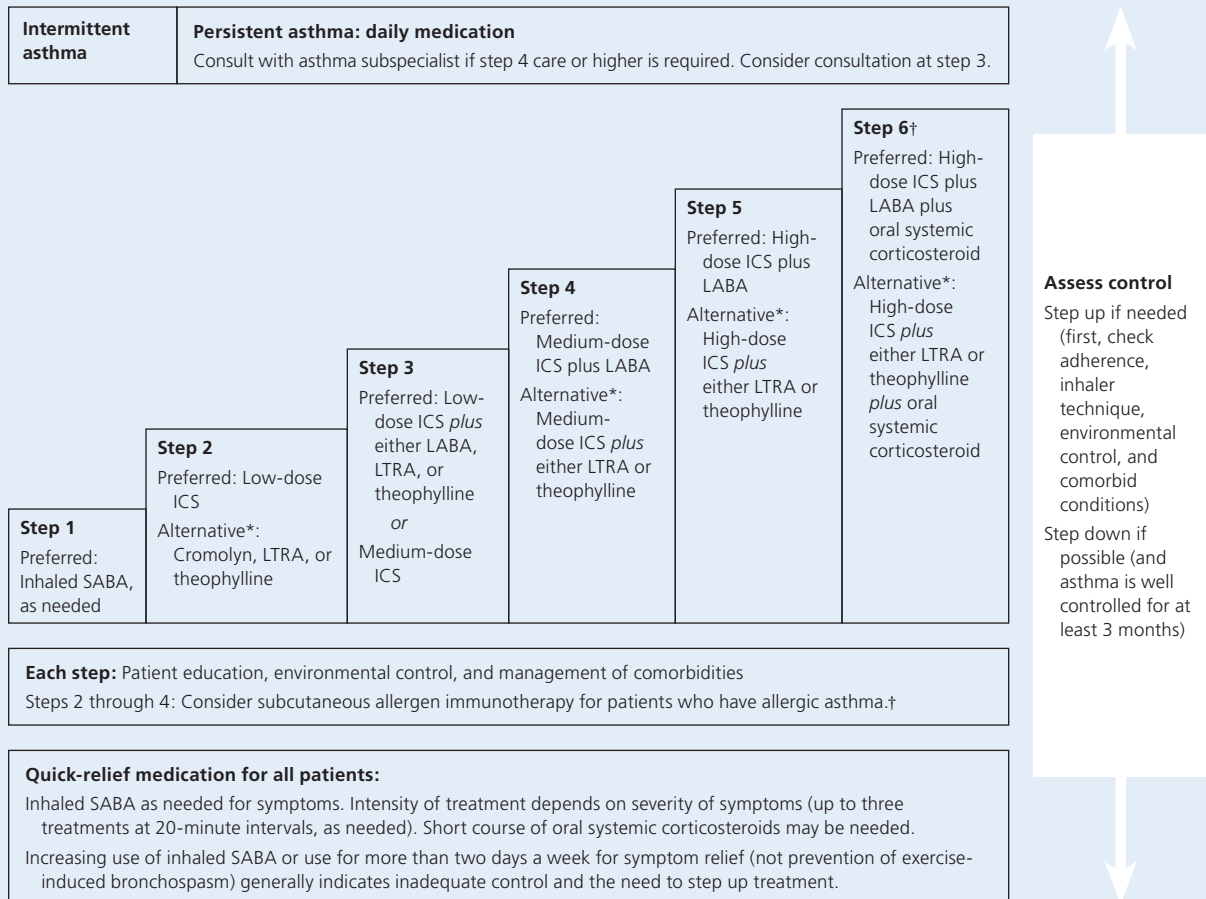 Intermittent
asthma
Persistent asthma: daily medication
Consult with asthma subspecialist if step 4 care or higher is required. Consider consultation at step 3.
Step 1
Preferred:
Inhaled SABA,
as needed
Step 2
Preferred: Low-dose
ICS
Alternative*:
Cromolyn, LTRA, or
theophylline
Step 3
Preferred: Low-
dose ICS plus
either LABA,
LTRA, or
theophylline
or
Medium-dose
ICS
Step 4
Preferred:
Medium-dose
ICS plus LABA
Alternative*:
Medium-
dose ICS plus
either LTRA or
theophylline
Step 5
Preferred: High-
dose ICS plus
LABA
Alternative*:
High-dose
ICS plus
either LTRA or
theophylline
Step 6†
Preferred: High-
dose ICS plus
LABA plus
oral systemic
corticosteroid
Alternative*:
High-dose
ICS plus
either LTRA or
theophylline
plus oral
systemic
corticosteroid
Assess control
Step up if needed
(first, check
adherence,
inhaler
technique,
environmental
control, and
comorbid
conditions)
Step down if
possible (and
asthma is well
controlled for at
least 3 months)
Each step: Patient education, environmental control, and management of comorbidities
Steps 2 through 4: Consider subcutaneous allergen immunotherapy for patients who have allergic asthma.†
Quick-relief medication for all patients:
Inhaled SABA as needed for symptoms. Intensity of treatment depends on severity of symptoms (up to three
treatments at 20-minute intervals, as needed). Short course of oral systemic corticosteroids may be needed.
Increasing use of inhaled SABA or use for more than two days a week for symptom relief (not prevention of exercise-
induced bronchospasm) generally indicates inadequate control and the need to step up treatment.